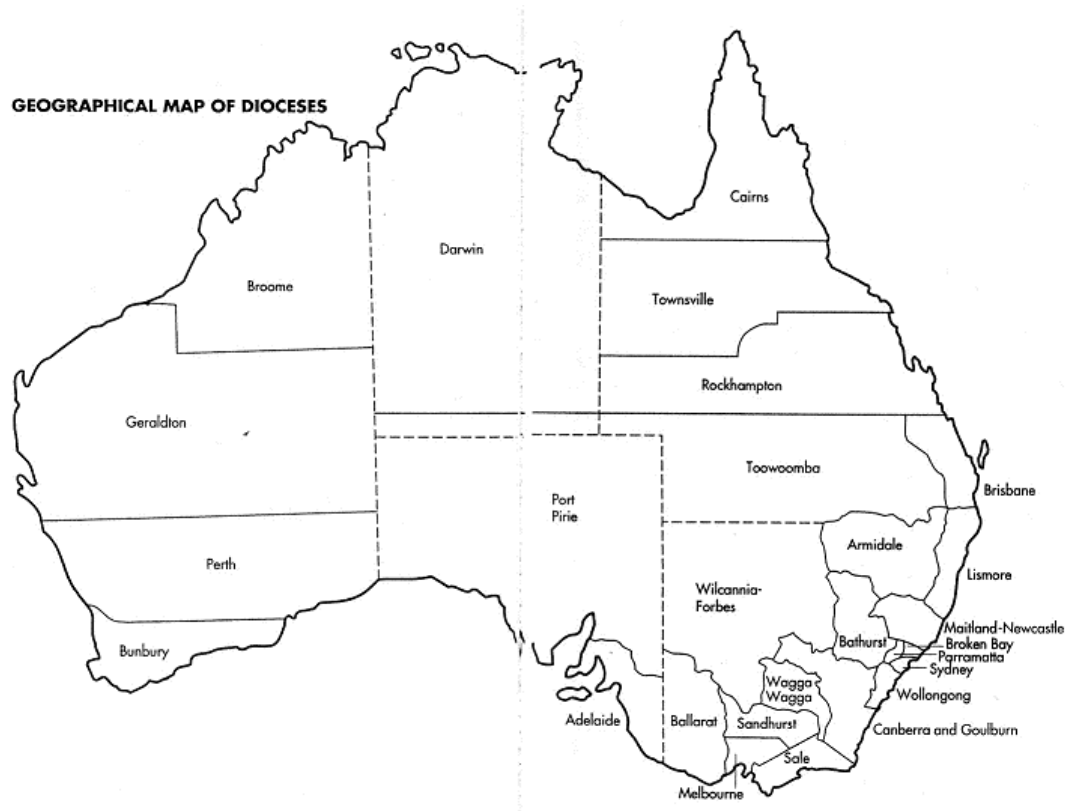 GEOGRAPHICAL MAP OF DIOCESES
Cairns
Darwin
Broome
Townsville
Rockhampton
Geraldton
Toowoomba
Brisbane
Port
Pirie
Armidale
Perth
Lismore
Wilcannia-
Forbes
Maitland-Newcastle
Bathurst
Broken Bay
Bunbury
Parramatta
Sydney
Wagga
Wagga
Wollongong
Adelaide
Ballarat
Sandhurst
Canberra and Goulburn
Sale
Melbourne